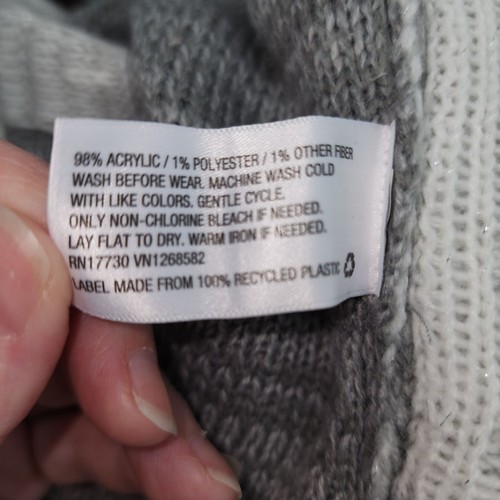 98% ACRYLIC / 1% POLYESTER / 1% OTHER FIBER
WASH BEFORE WEAR. MACHINE WASH COLD
WITH LIKE COLORS. GENTLE CYCLE.
ONLY NON-CHLORINE BLEACH IF NEEDED.
LAY FLAT TO DRY. WARM IRON IF NEEDED.
RN17730 VN1268582
LABEL MADE FROM 100% RECYCLED PLASTIC